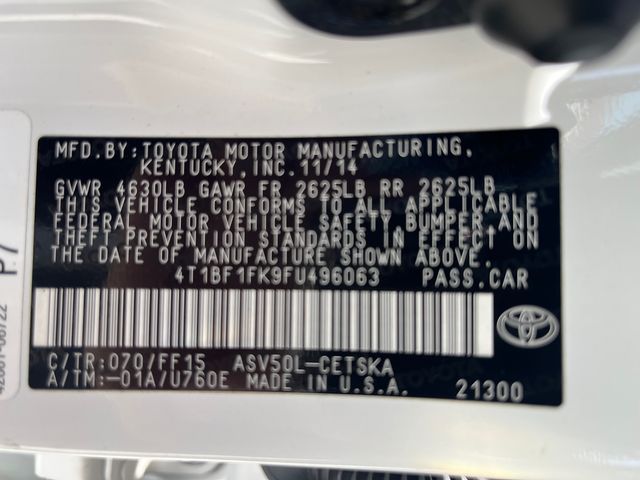 MFD.BY:TOYOTA MOTOR MANUFACTURING,
KENTUCKY,INC.11/14
GVWR 4630LB GAWR FR 2625LB RR 2625LB
THIS VEHICLE CONFORMS TO ALL APPLICABLE
FEDERAL MOTOR VEHICLE SAFETY,BUMPER,AND
THEFT PREVENTION STANDARDS IN EFFECT ON
THE DATE OF MANUFACTURE SHOWN ABOVE.
4T1BF1FK9FU496063 PASS.CAR
C/TR:070/FF15 ASV50L-CETSKA
A/TM:-01A/U760E MADE IN U.S.A. 21300
P.7